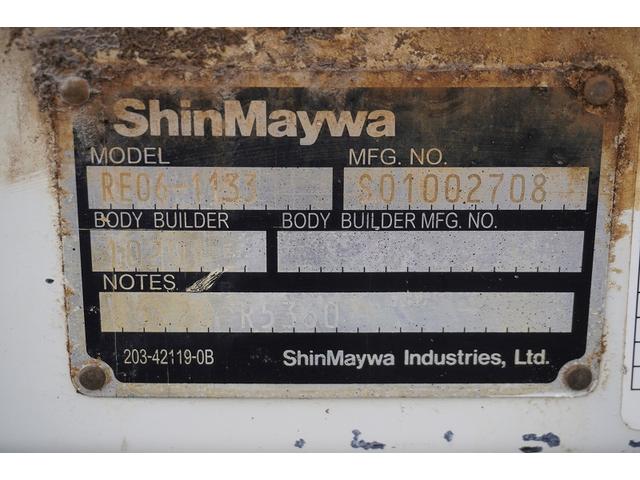 ShinMaywa
MODEL MFG. NO.
RF06-1133 S01002708
BODY BUILDER BODY BUILDER MFG. NO.
NOTES
203-42119-0B ShinMaywa Industries, Ltd.